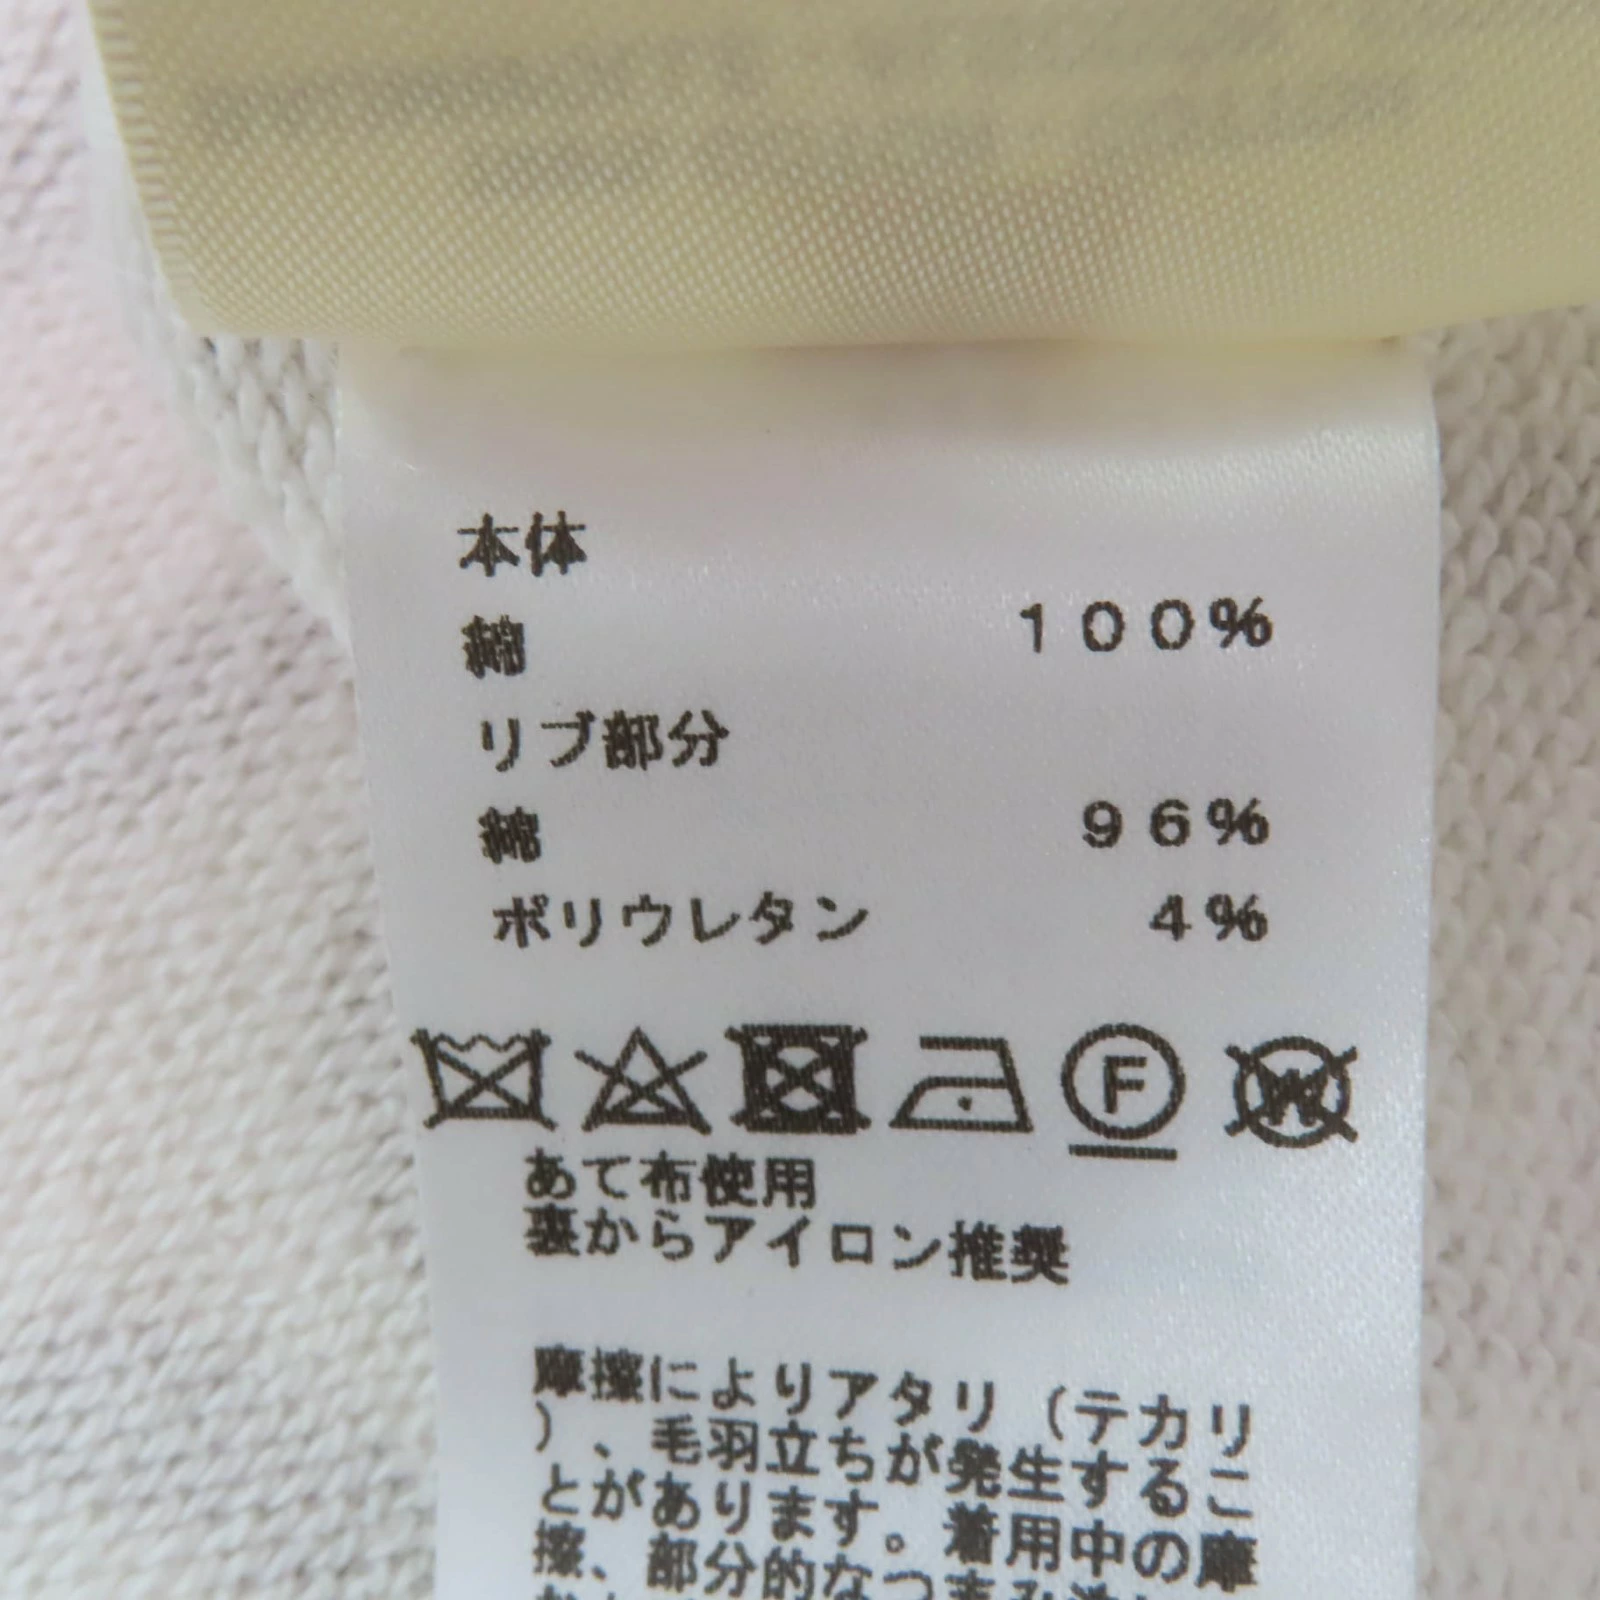 本体
綿 100%
リブ部分
綿 96%
ポリウレタン 4%
F W
あて布使用
裏からアイロン推奨
摩擦によりアタリ（テカリ
）、毛羽立ちが発生するこ
とがあります。着用中の摩
擦、部分的なつまみ洗い